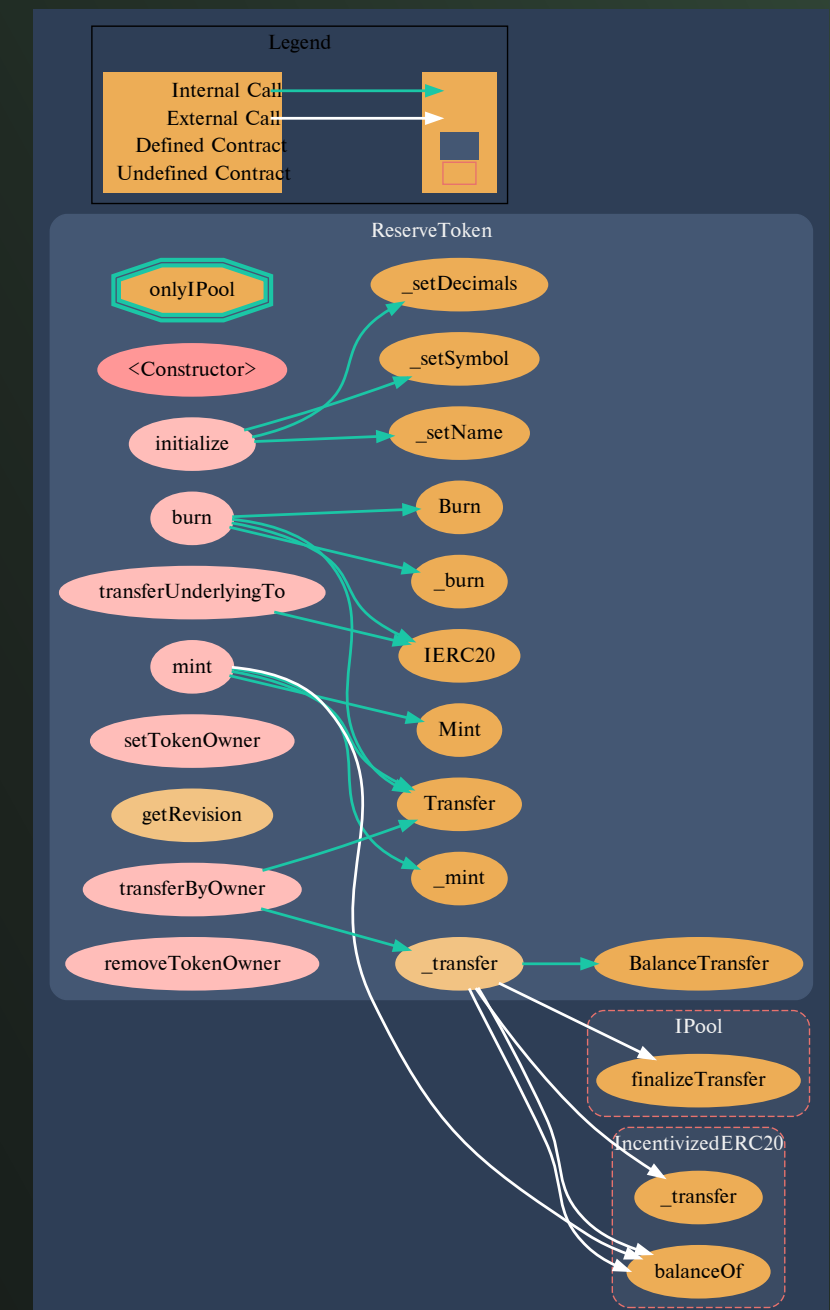 Legend
Internal Call
External Call
Defined Contract
Undefined Contract
ReserveToken
onlyIPool
_setDecimals
<Constructor>
_setSymbol
initialize
_setName
burn
Burn
_burn
transferUnderlyingTo
IERC20
mint
Mint
setTokenOwner
Transfer
getRevision
_mint
transferByOwner
removeTokenOwner
_transfer
BalanceTransfer
IPool
finalizeTransfer
IncentivizedERC20
_transfer
balanceOf